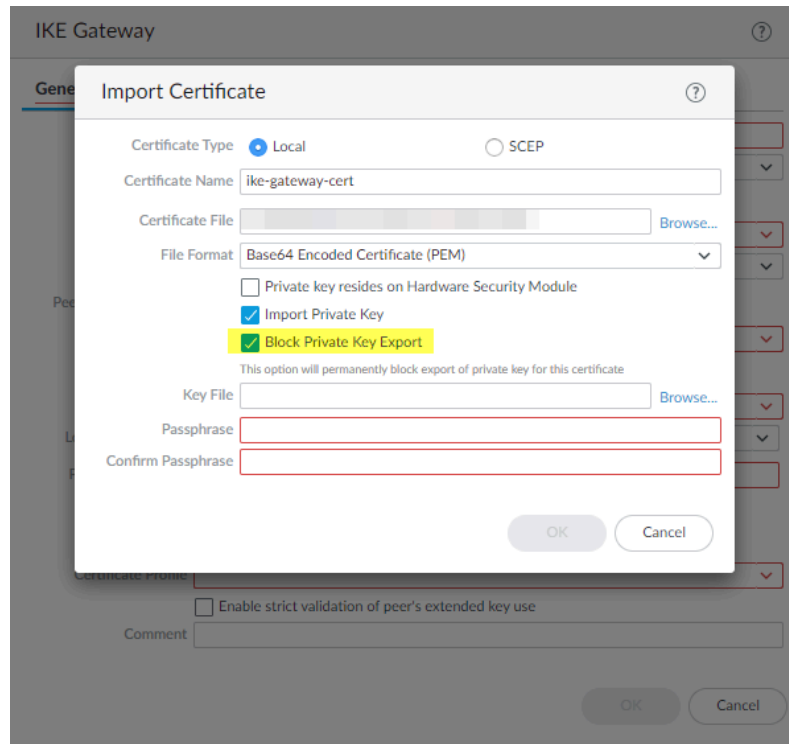 IKE Gateway
Gene
Import Certificate
Certificate Type Local SCEP
Certificate Name ike-gateway-cert
Certificate File Browse...
File Format Base64 Encoded Certificate (PEM)
Private key resides on Hardware Security Module
Pee
Import Private Key
Block Private Key Export
This option will permanently block export of private key for this certificate
Key File Browse...
Passphrase
Confirm Passphrase
OK Cancel
Certificate Profile
Enable strict validation of peer's extended key use
Comment
OK Cancel